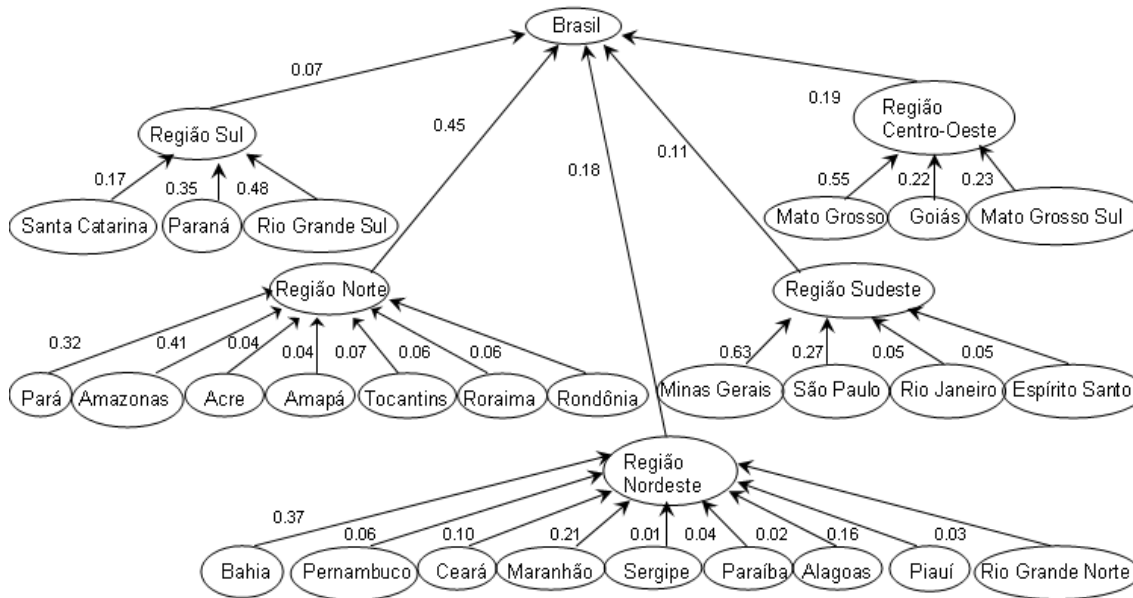 Brasil
0.07
0.45
0.18
0.11
0.19
Região Sul
Região
Centro-Oeste
0.17
0.35
0.48
0.55
0.22
0.23
Santa Catarina
Paraná
Rio Grande Sul
Mato Grosso
Goiás
Mato Grosso Sul
Região Norte
Região Sudeste
0.32
0.41
0.04
0.04
0.07
0.06
0.06
0.63
0.27
0.05
0.05
Pará
Amazonas
Acre
Amapá
Tocantins
Roraima
Rondônia
Minas Gerais
São Paulo
Rio Janeiro
Espírito Santo
Região
Nordeste
0.37
0.06
0.10
0.21
0.01
0.04
0.02
0.16
0.03
Bahia
Pernambuco
Ceará
Maranhão
Sergipe
Paraíba
Alagoas
Piauí
Rio Grande Norte